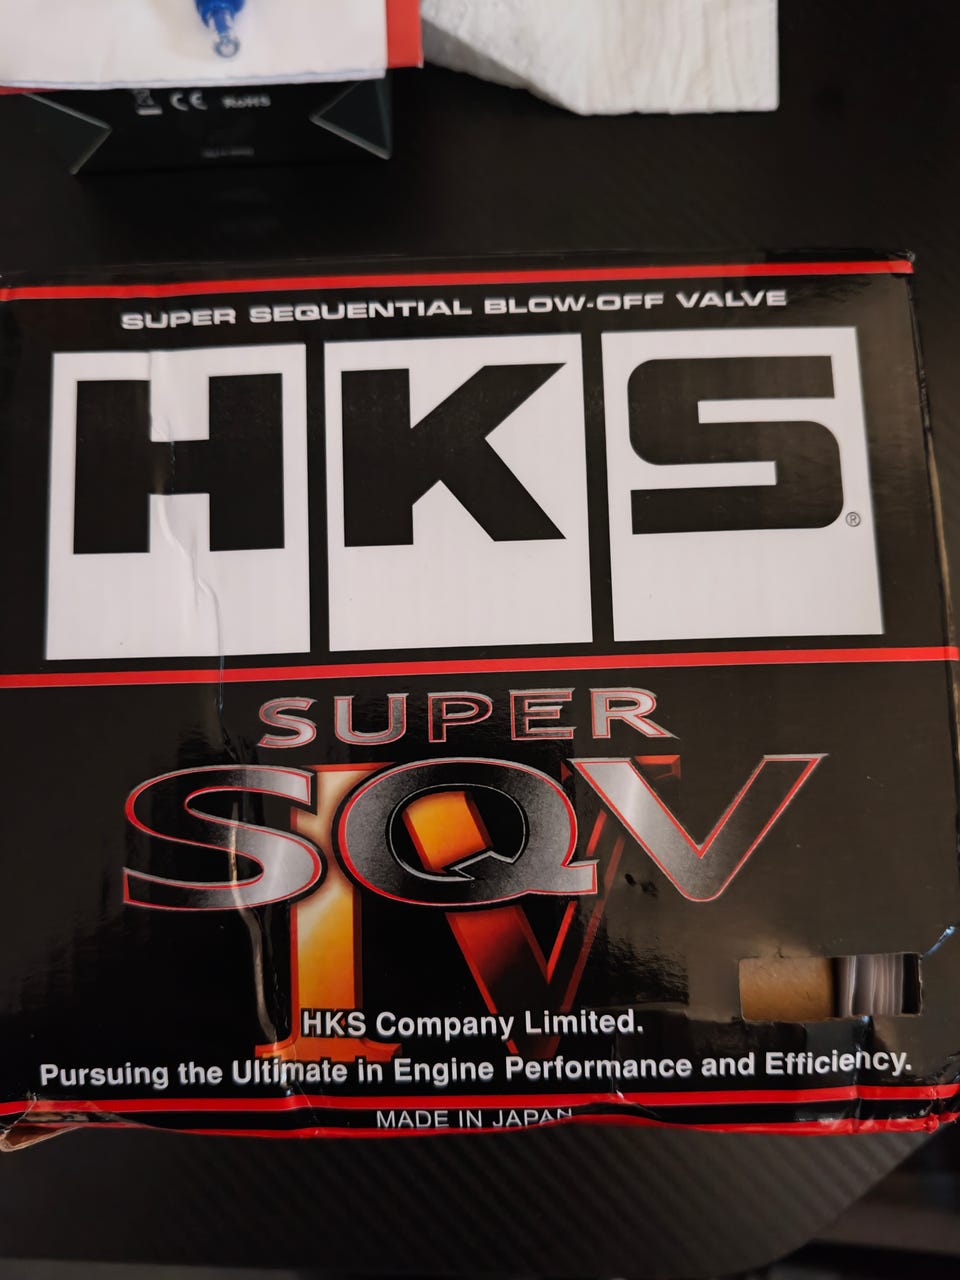 CE RoHS
SUPER SEQUENTIAL BLOW-OFF VALVE
HKS®
SUPER
SQV
IV
HKS Company Limited.
Pursuing the Ultimate in Engine Performance and Efficiency.
MADE IN JAPAN